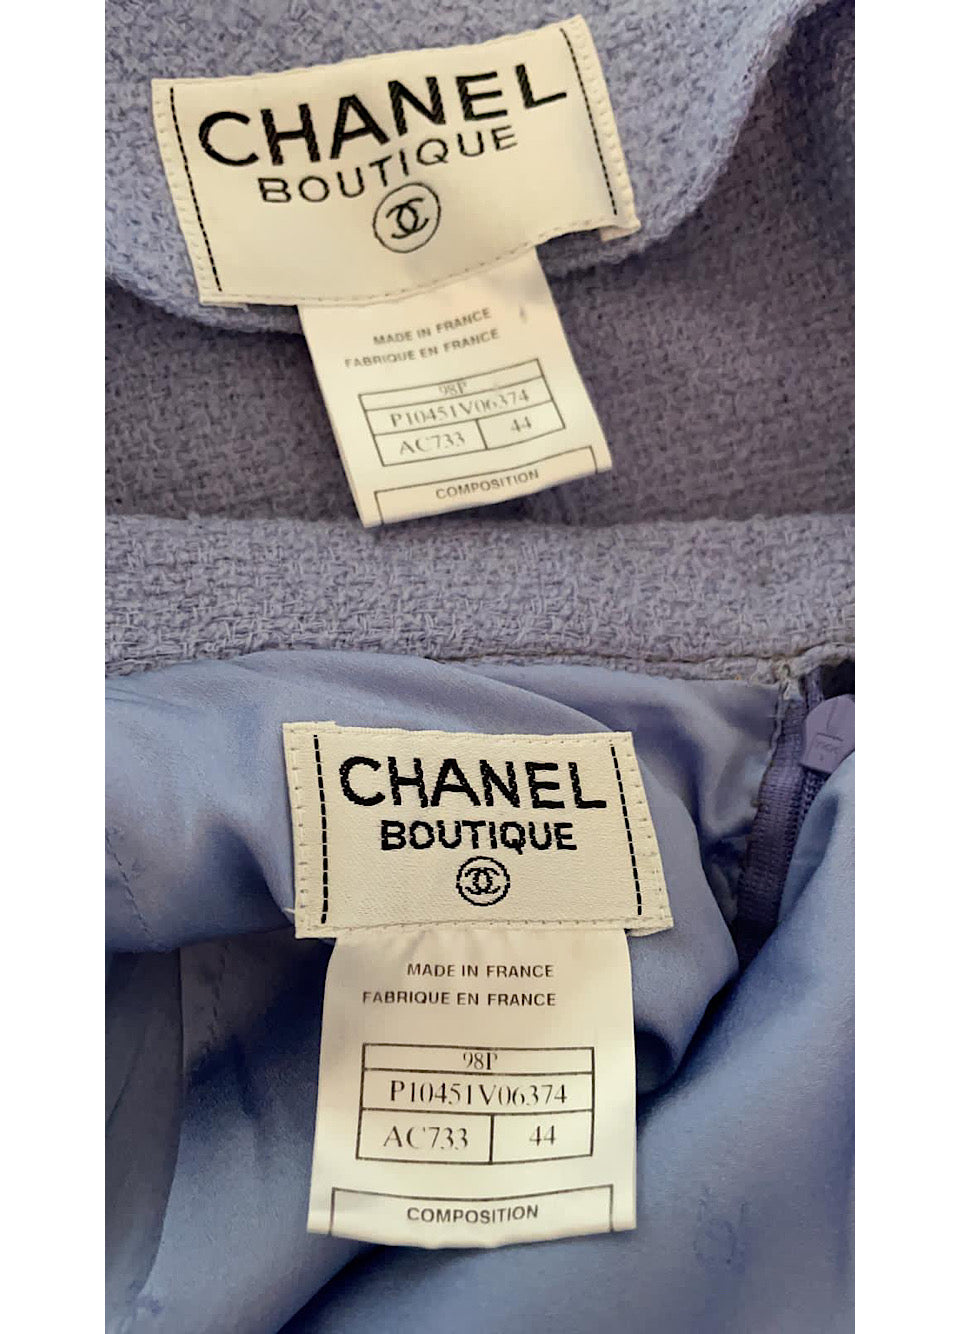 CHANEL
BOUTIQUE
MADE IN FRANCE
FABRIQUE EN FRANCE
98P
P10451V06374
AC733 44
COMPOSITION
CHANEL
BOUTIQUE
MADE IN FRANCE
FABRIQUE EN FRANCE
98P
P10451V06374
AC733 44
COMPOSITION